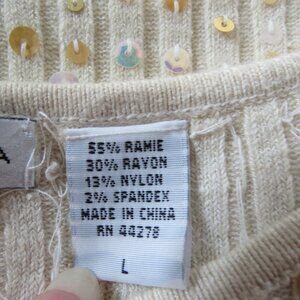 55% RAMIE
30% RAYON
13% NYLON
2% SPANDEX
MADE IN CHINA
RN 44278
L
A